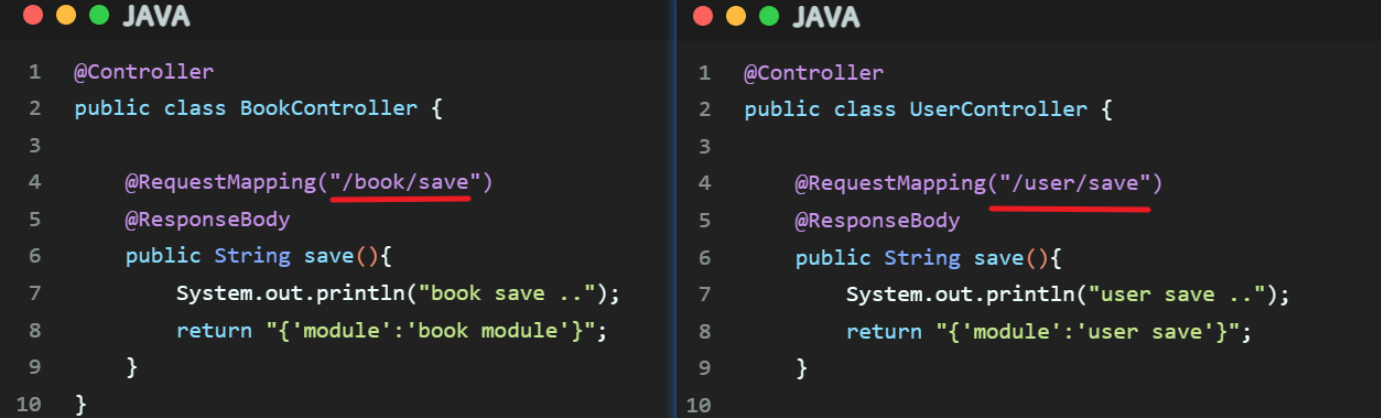 JAVA
1 @Controller
2 public class BookController {
3
4 @RequestMapping("/book/save")
5 @ResponseBody
6 public String save(){
7 System.out.println("book save ..");
8 return "{'module':'book module'}";
9 }
10 }
JAVA
1 @Controller
2 public class UserController {
3
4 @RequestMapping("/user/save")
5 @ResponseBody
6 public String save(){
7 System.out.println("user save ..");
8 return "{'module':'user save'}";
9 }
10